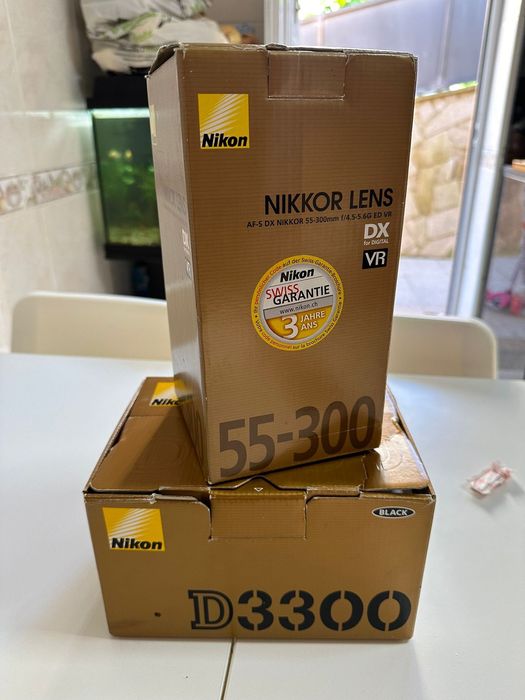 Nikon
NIKKOR LENS
AF-S DX NIKKOR 55-300mm f/4.5-5.6G ED VR
DX
for DIGITAL
VR
Nikon
SWISS
GARANTIE
www.nikon.ch
3 JAHRE
ANS
55-300
Nikon
BLACK
Nikon
D3300